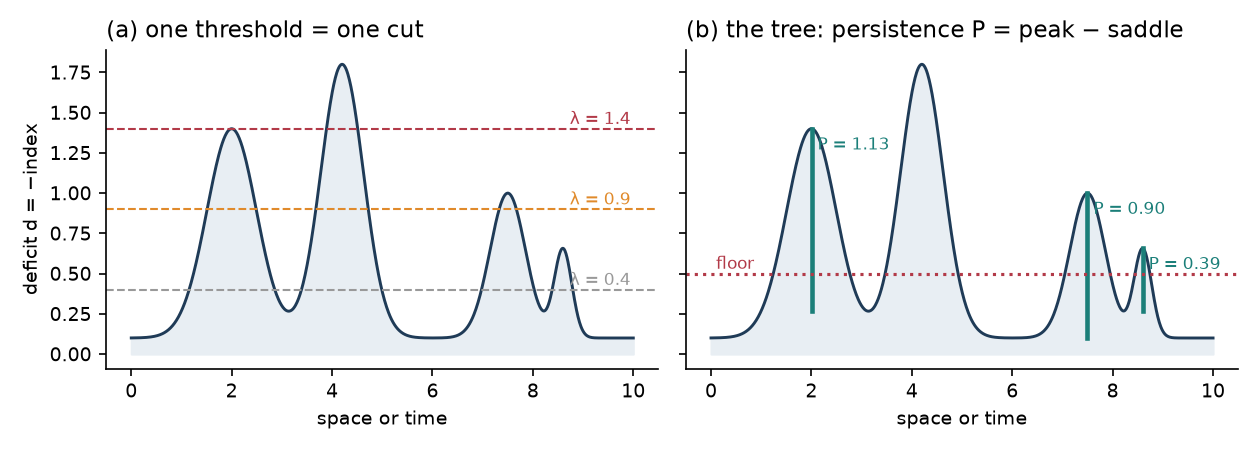 (a) one threshold = one cut
deficit d = −index
1.75
1.50
1.25
1.00
0.75
0.50
0.25
0.00
λ = 1.4
λ = 0.9
λ = 0.4
0 2 4 6 8 10
space or time
(b) the tree: persistence P = peak − saddle
P = 1.13
P = 0.90
floor
P = 0.39
0 2 4 6 8 10
space or time